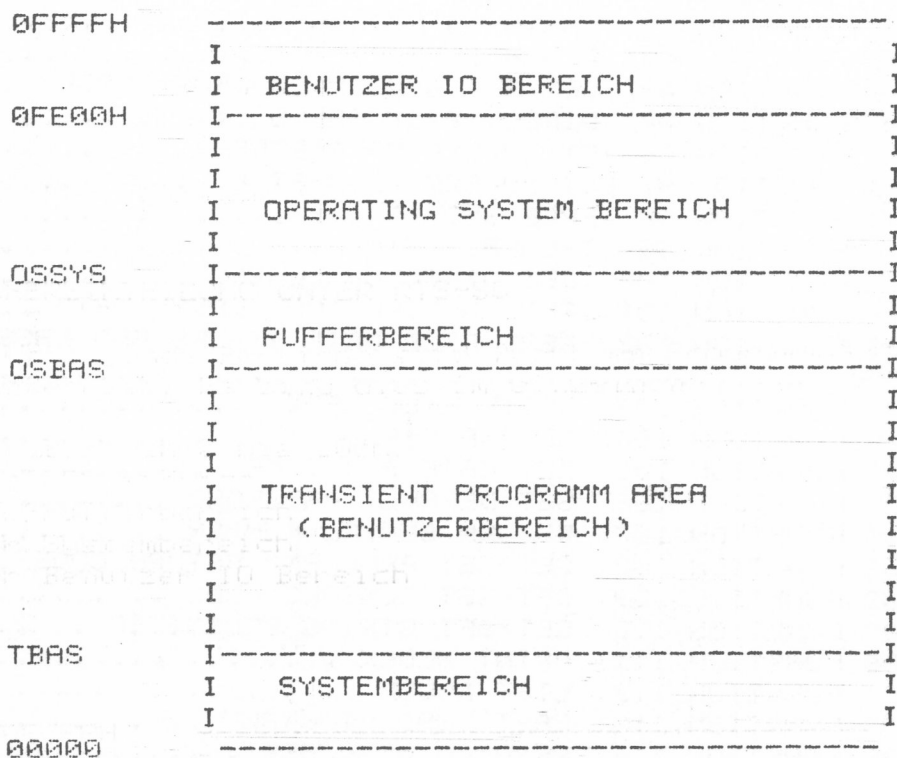 0FFFFH ----------------------------------------
I I
I BENUTZER IO BEREICH I
0FE00H I---------------------------------------I
I I
I I
I OPERATING SYSTEM BEREICH I
I I
OSSYS I---------------------------------------I
I I
I PUFFERBEREICH I
OSBAS I---------------------------------------I
I I
I I
I I
I TRANSIENT PROGRAMM AREA I
I (BENUTZERBEREICH) I
I I
I I
I I
TBAS I---------------------------------------I
I SYSTEMBEREICH I
I I
00000 ---------------------------------------